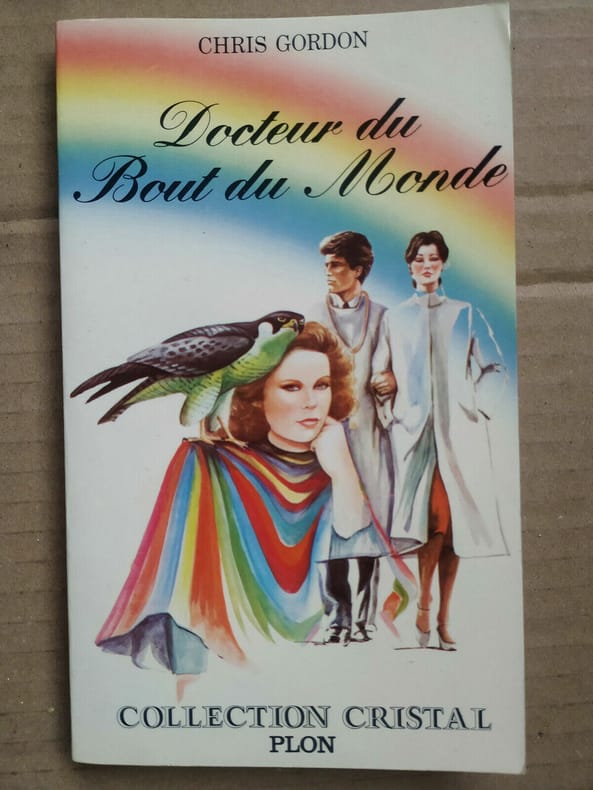 CHRIS GORDON
Docteur du
Bout du Monde
COLLECTION CRISTAL
PLON